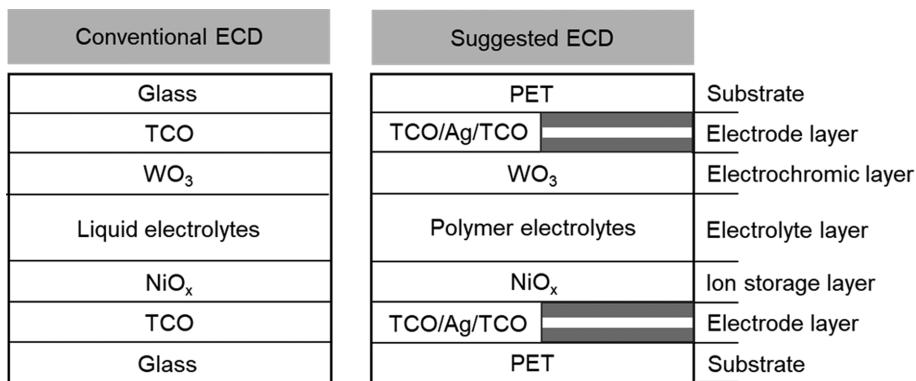 Conventional ECD Suggested ECD
Glass PET Substrate
TCO TCO/Ag/TCO Electrode layer
WO₃ WO₃ Electrochromic layer
Liquid electrolytes Polymer electrolytes Electrolyte layer
NiOₓ NiOₓ Ion storage layer
TCO TCO/Ag/TCO Electrode layer
Glass PET Substrate